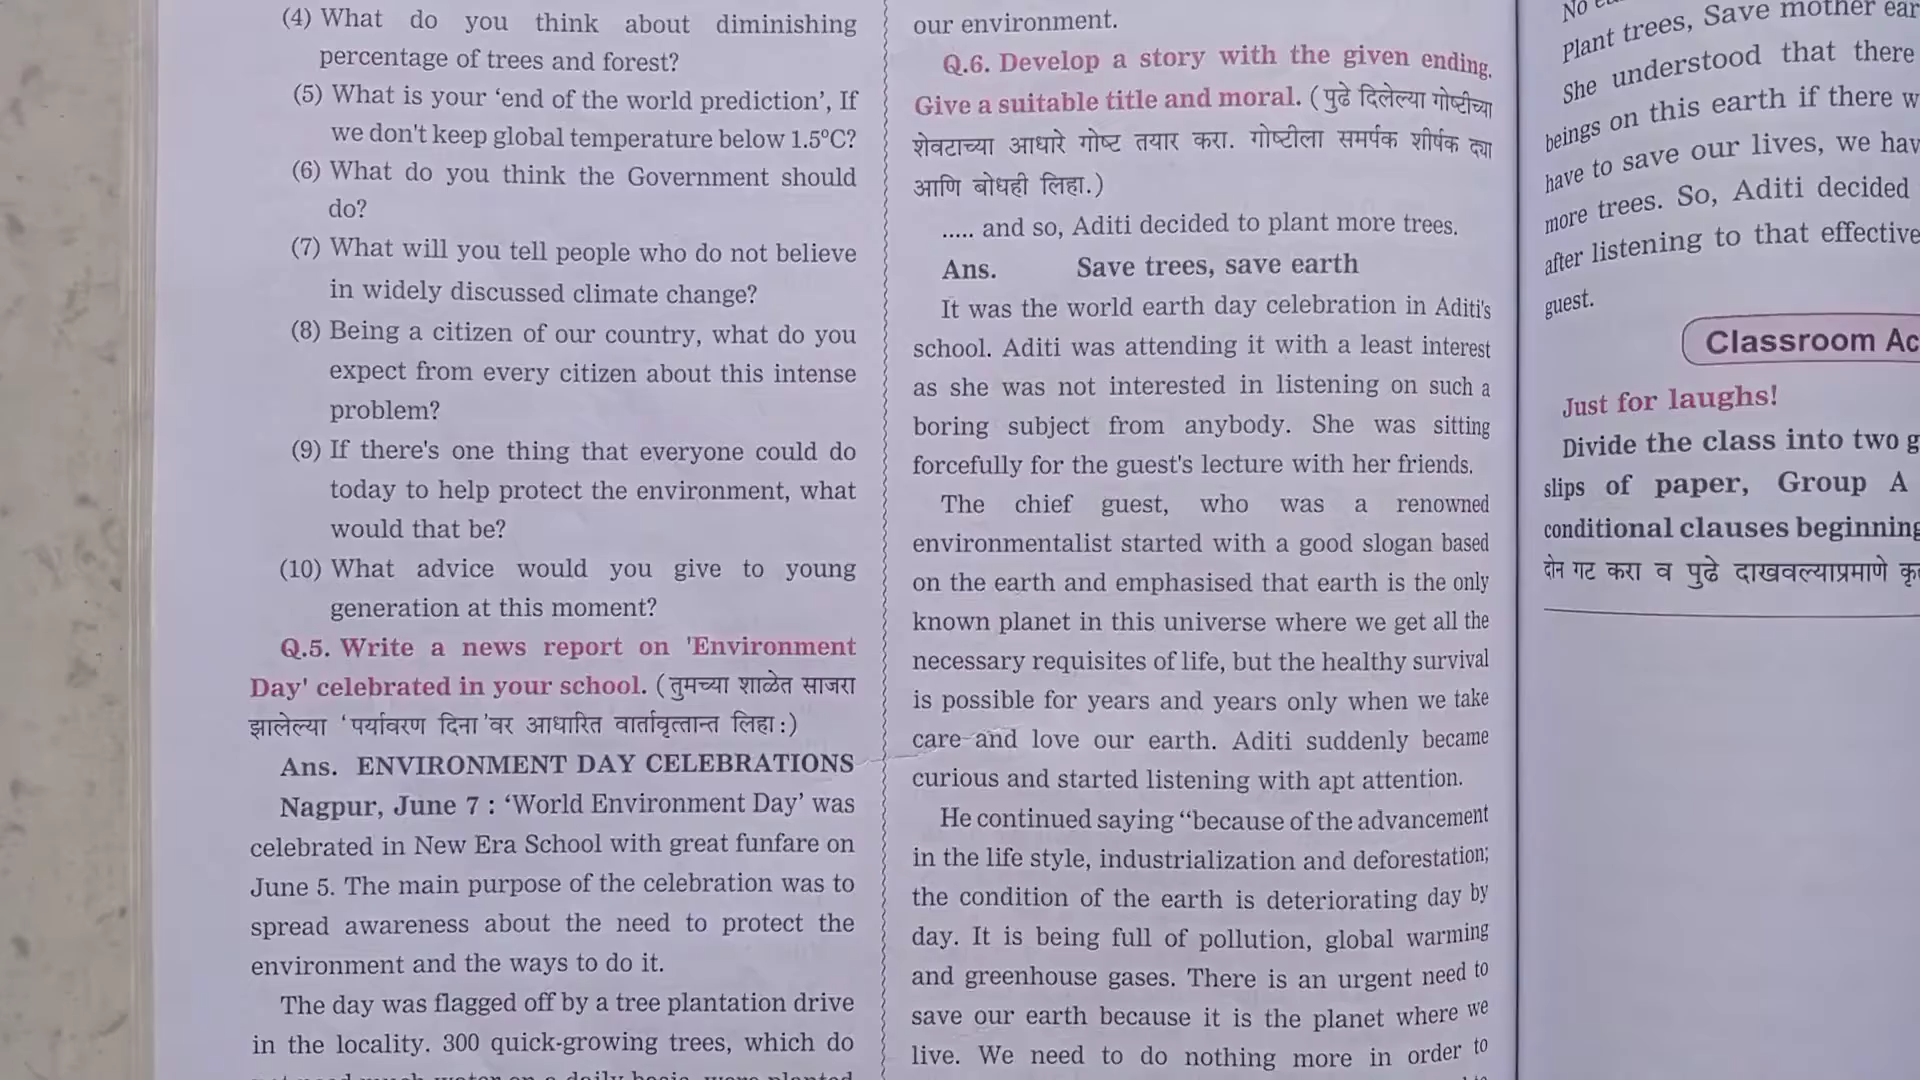 (4) What do you think about diminishing
percentage of trees and forest?
(5) What is your ‘end of the world prediction’, If
we don't keep global temperature below 1.5°C?
(6) What do you think the Government should
do?
(7) What will you tell people who do not believe
in widely discussed climate change?
(8) Being a citizen of our country, what do you
expect from every citizen about this intense
problem?
(9) If there's one thing that everyone could do
today to help protect the environment, what
would that be?
(10) What advice would you give to young
generation at this moment?
Q.5. Write a news report on 'Environment
Day' celebrated in your school. (तुमच्या शाळेत साजरा
झालेल्या ‘पर्यावरण दिना’वर आधारित वार्तावृत्तान्त लिहा:)
Ans. ENVIRONMENT DAY CELEBRATIONS
Nagpur, June 7 : ‘World Environment Day’ was
celebrated in New Era School with great funfare on
June 5. The main purpose of the celebration was to
spread awareness about the need to protect the
environment and the ways to do it.
The day was flagged off by a tree plantation drive
in the locality. 300 quick-growing trees, which do
our environment.
Q.6. Develop a story with the given ending.
Give a suitable title and moral. (पुढे दिलेल्या गोष्टीच्या
शेवटाच्या आधारे गोष्ट तयार करा. गोष्टीला समर्पक शीर्षक द्या
आणि बोधही लिहा.)
..... and so, Aditi decided to plant more trees.
Ans. Save trees, save earth
It was the world earth day celebration in Aditi's
school. Aditi was attending it with a least interest
as she was not interested in listening on such a
boring subject from anybody. She was sitting
forcefully for the guest's lecture with her friends.
The chief guest, who was a renowned
environmentalist started with a good slogan based
on the earth and emphasised that earth is the only
known planet in this universe where we get all the
necessary requisites of life, but the healthy survival
is possible for years and years only when we take
care and love our earth. Aditi suddenly became
curious and started listening with apt attention.
He continued saying “because of the advancement
in the life style, industrialization and deforestation;
the condition of the earth is deteriorating day by
day. It is being full of pollution, global warming
and greenhouse gases. There is an urgent need to
save our earth because it is the planet where we
live. We need to do nothing more in order to
No
Plant trees, Save mother ear
She understood that there
beings on this earth if there w
have to save our lives, we hav
more trees. So, Aditi decided
after listening to that effective
guest.
Classroom Ac
Just for laughs!
Divide the class into two g
slips of paper, Group A
conditional clauses beginning
दोन गट करा व पुढे दाखवल्याप्रमाणे कृ